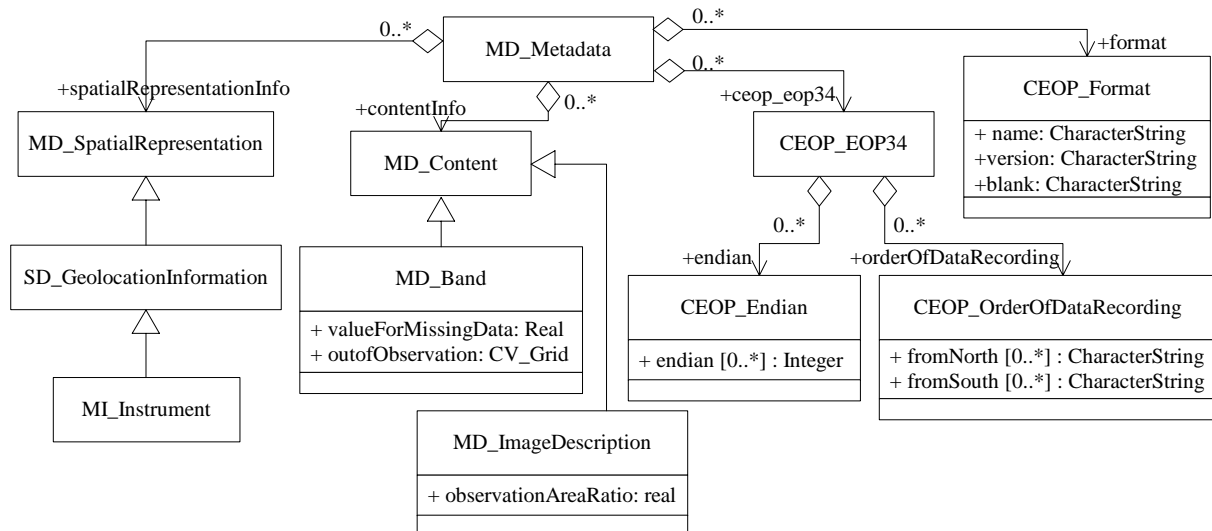 0..*
MD_Metadata
0..*
0..*
0..*
+spatialRepresentationInfo
+contentInfo
+ceop_eop34
+format
MD_SpatialRepresentation
MD_Content
CEOP_EOP34
CEOP_Format
+ name: CharacterString
+version: CharacterString
+blank: CharacterString
0..*
0..*
+endian
+orderOfDataRecording
SD_GeolocationInformation
MD_Band
+ valueForMissingData: Real
+ outofObservation: CV_Grid
CEOP_Endian
+ endian [0..*] : Integer
CEOP_OrderOfDataRecording
+ fromNorth [0..*] : CharacterString
+ fromSouth [0..*] : CharacterString
MI_Instrument
MD_ImageDescription
+ observationAreaRatio: real